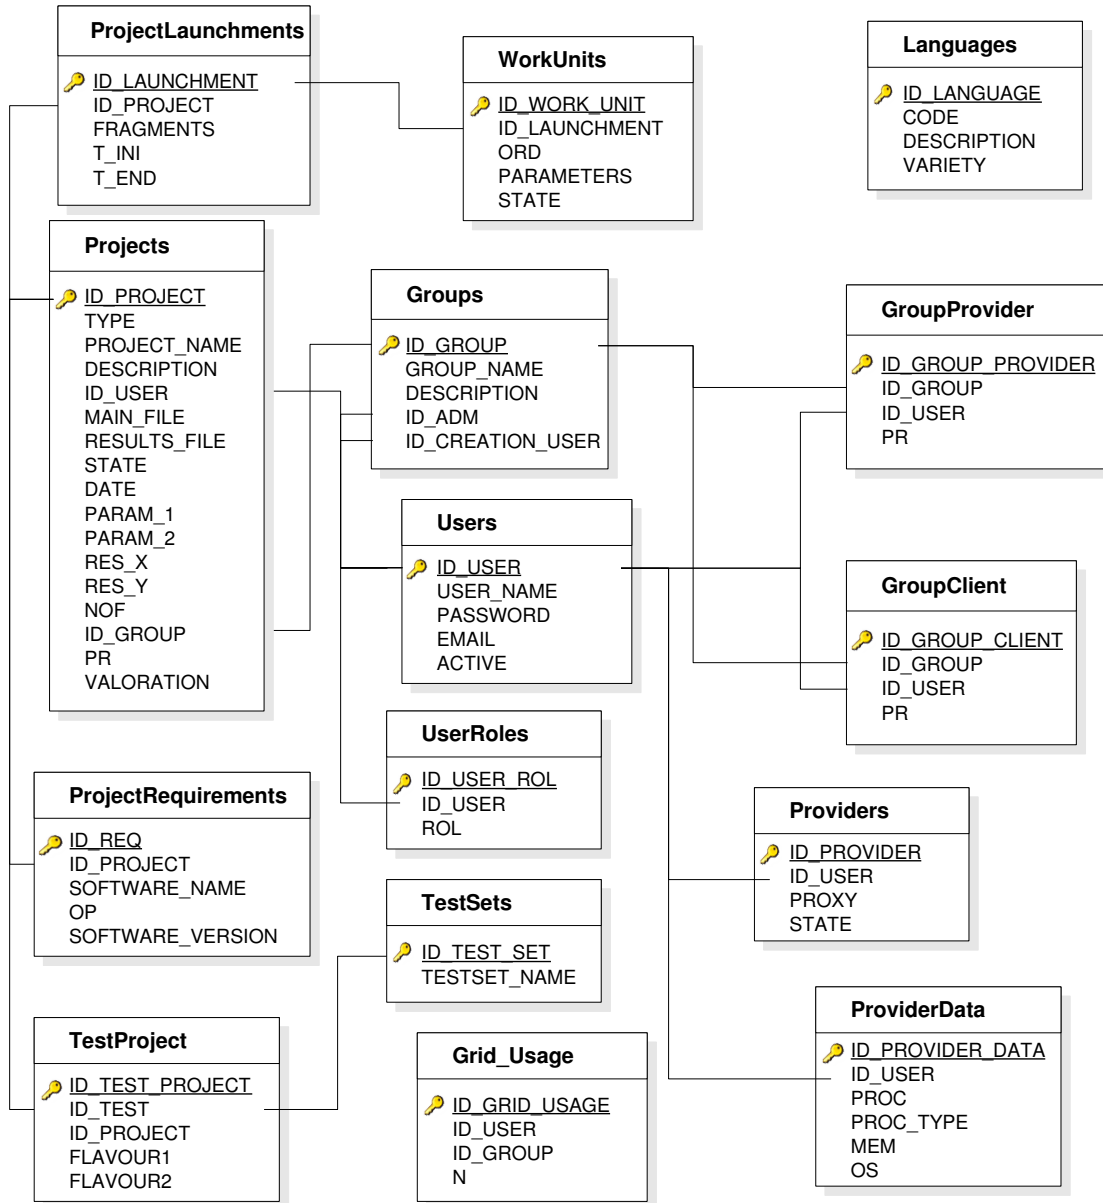 ProjectLaunchments
ID_LAUNCHMENT
ID_PROJECT
FRAGMENTS
T_INI
T_END
WorkUnits
ID_WORK_UNIT
ID_LAUNCHMENT
ORD
PARAMETERS
STATE
Languages
ID_LANGUAGE
CODE
DESCRIPTION
VARIETY
Projects
ID_PROJECT
TYPE
PROJECT_NAME
DESCRIPTION
ID_USER
MAIN_FILE
RESULTS_FILE
STATE
DATE
PARAM_1
PARAM_2
RES_X
RES_Y
NOF
ID_GROUP
PR
VALORATION
Groups
ID_GROUP
GROUP_NAME
DESCRIPTION
ID_ADM
ID_CREATION_USER
GroupProvider
ID_GROUP_PROVIDER
ID_GROUP
ID_USER
PR
Users
ID_USER
USER_NAME
PASSWORD
EMAIL
ACTIVE
GroupClient
ID_GROUP_CLIENT
ID_GROUP
ID_USER
PR
UserRoles
ID_USER_ROL
ID_USER
ROL
ProjectRequirements
ID_REQ
ID_PROJECT
SOFTWARE_NAME
OP
SOFTWARE_VERSION
Providers
ID_PROVIDER
ID_USER
PROXY
STATE
TestSets
ID_TEST_SET
TESTSET_NAME
TestProject
ID_TEST_PROJECT
ID_TEST
ID_PROJECT
FLAVOUR1
FLAVOUR2
Grid_Usage
ID_GRID_USAGE
ID_USER
ID_GROUP
N
ProviderData
ID_PROVIDER_DATA
ID_USER
PROC
PROC_TYPE
MEM
OS